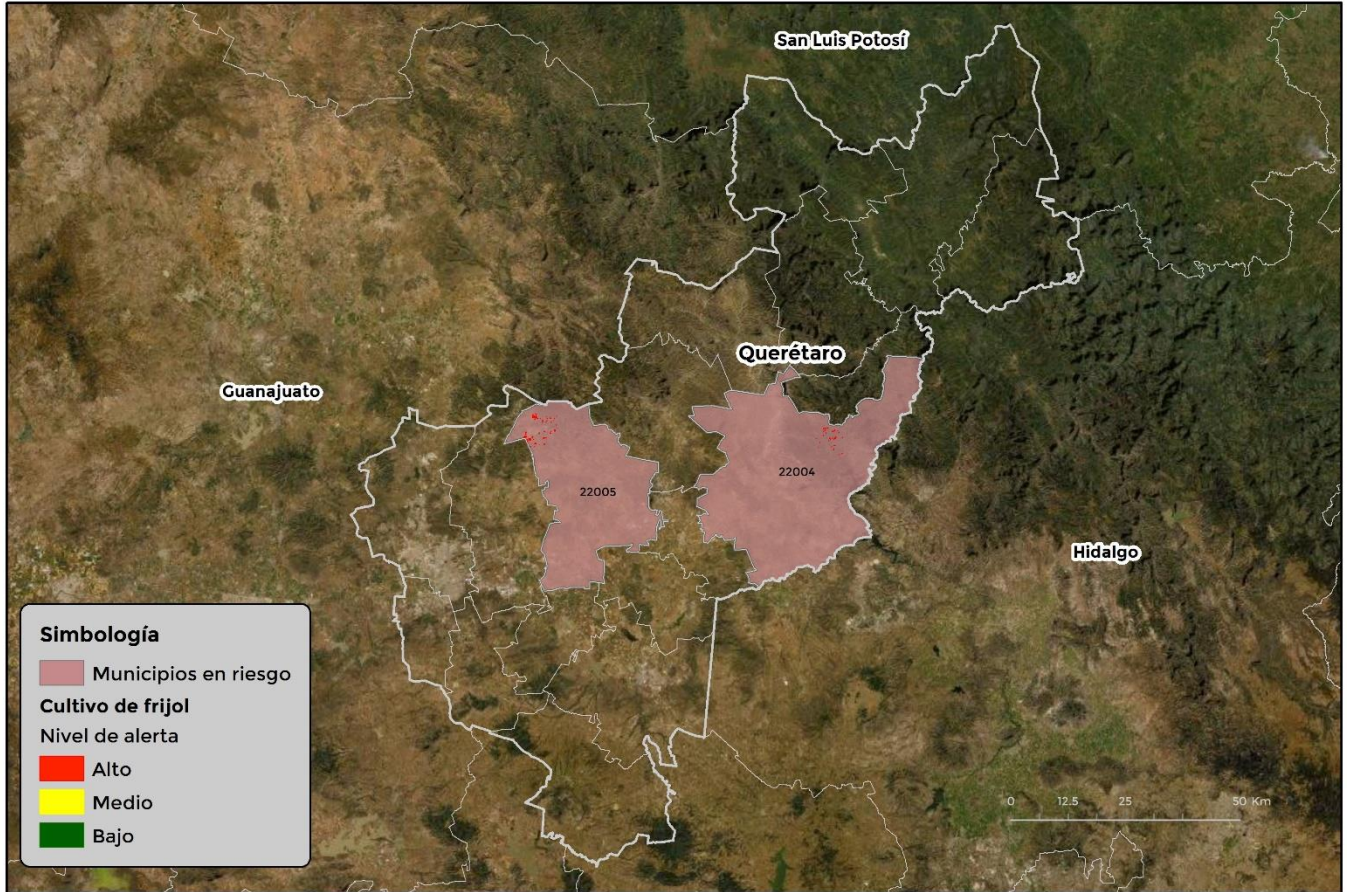 San Luis Potosí
Querétaro
Guanajuato
22005
22004
Hidalgo
Simbología
Municipios en riesgo
Cultivo de frijol
Nivel de alerta
Alto
Medio
Bajo
0 12.5 25 50 Km